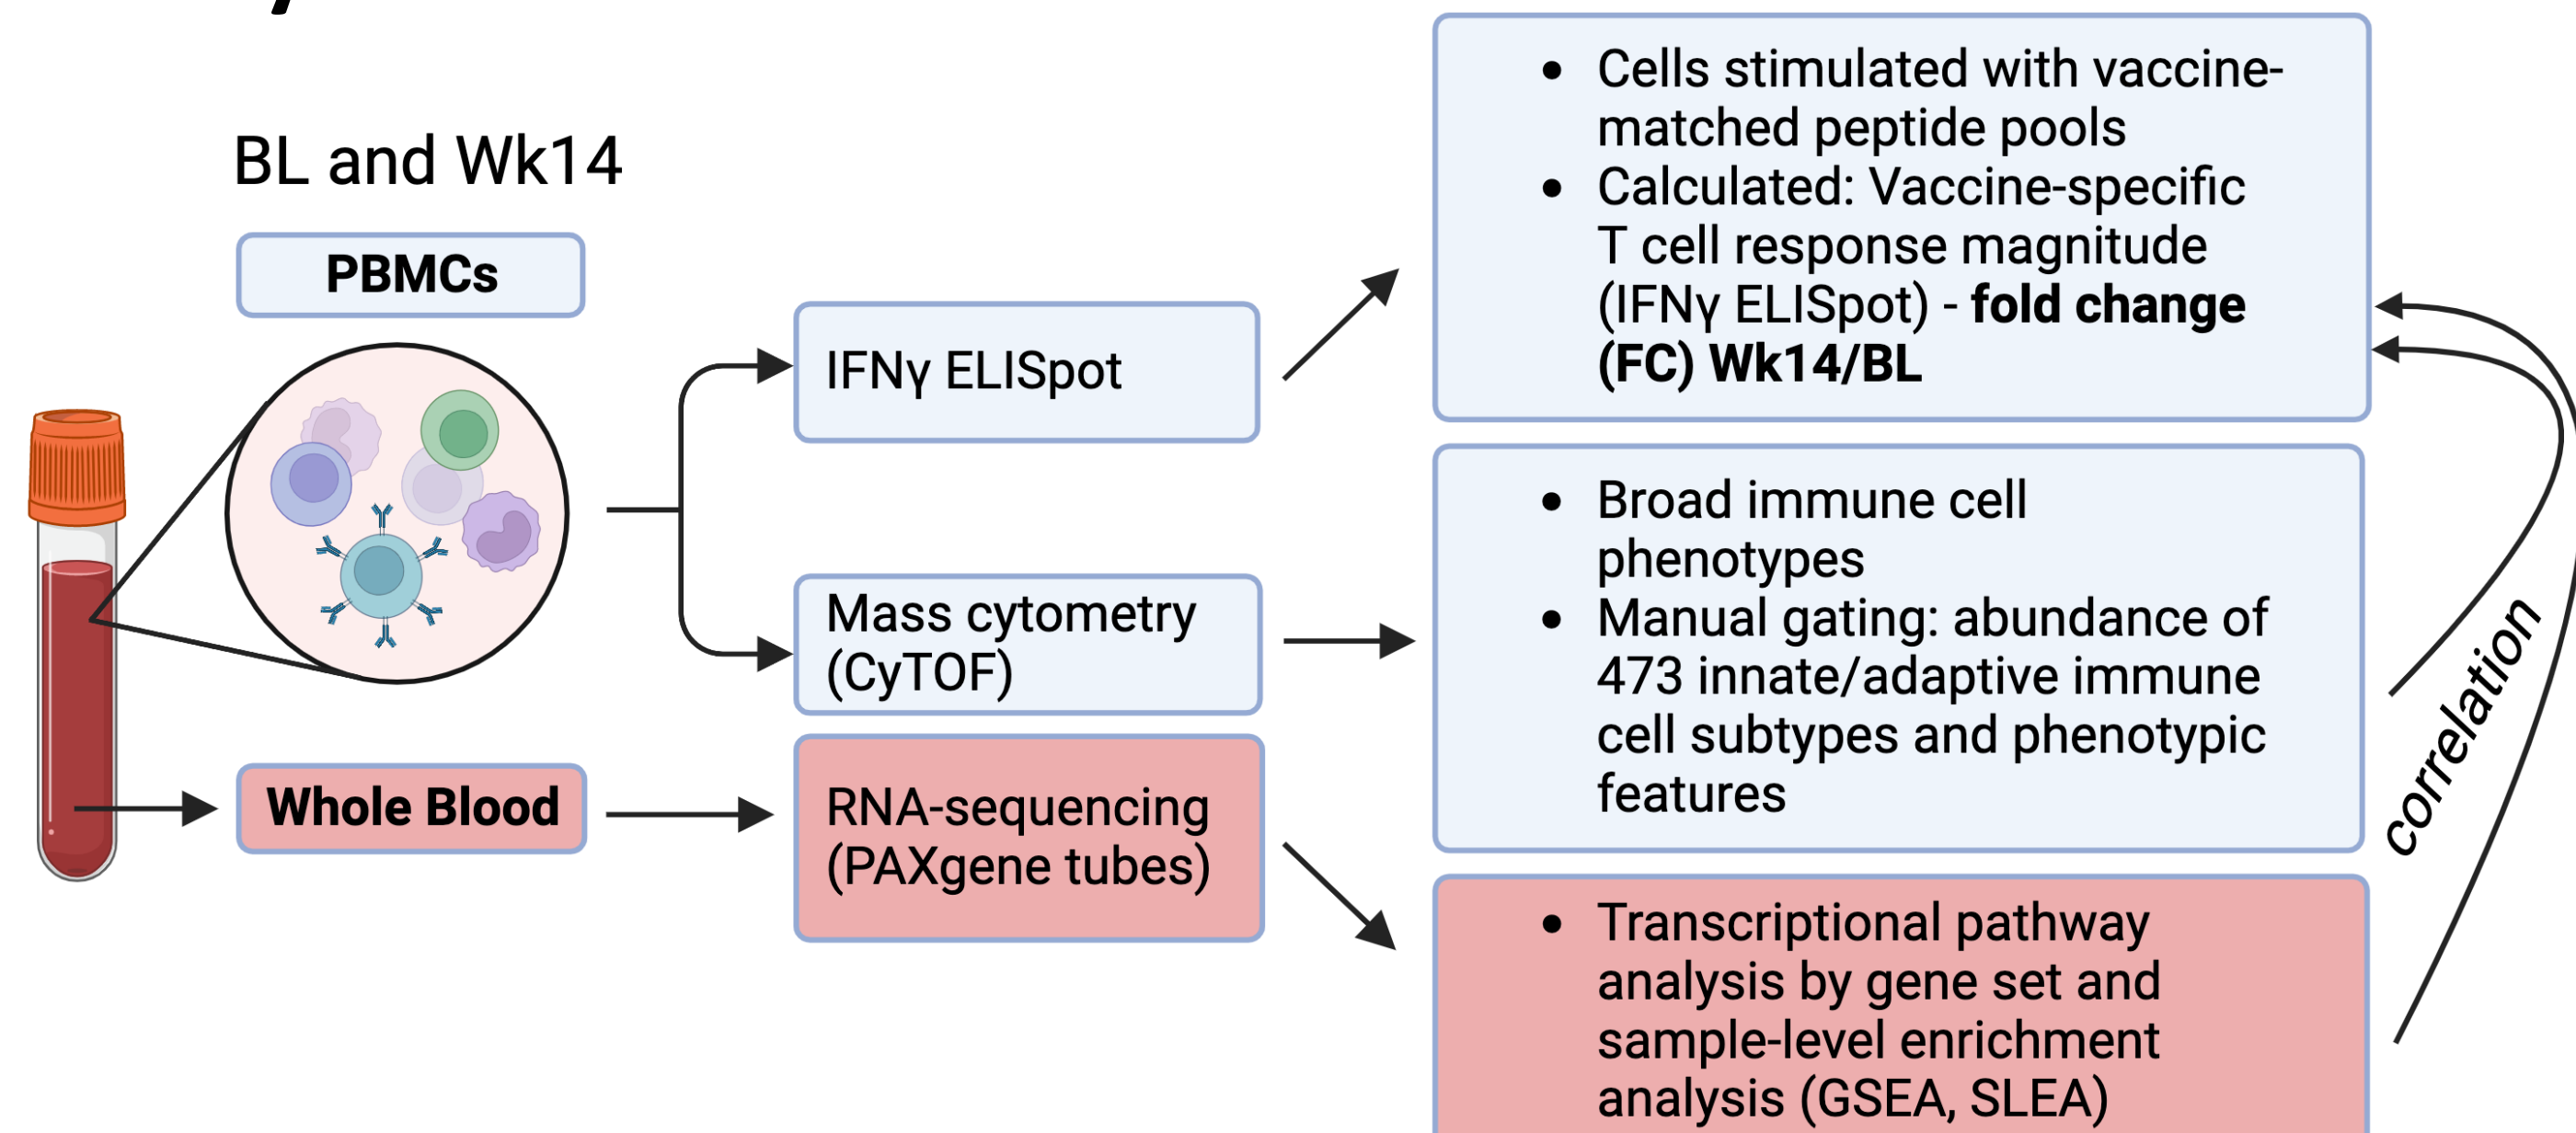 BL and Wk14
PBMCs
IFNγ ELISpot
Mass cytometry
(CyTOF)
Whole Blood
RNA-sequencing
(PAXgene tubes)
• Cells stimulated with vaccine-
matched peptide pools
• Calculated: Vaccine-specific
T cell response magnitude
(IFNγ ELISpot) - fold change
(FC) Wk14/BL
• Broad immune cell
phenotypes
• Manual gating: abundance of
473 innate/adaptive immune
cell subtypes and phenotypic
features
• Transcriptional pathway
analysis by gene set and
sample-level enrichment
analysis (GSEA, SLEA)
correlation